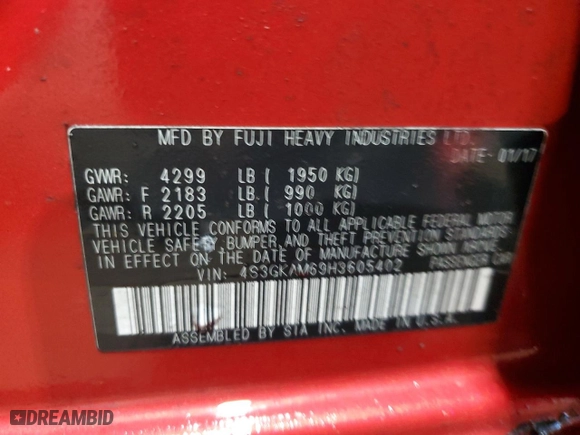 MFD BY FUJI HEAVY INDUSTRIES LTD.
DATE- 01/17
GVWR: 4299 LB ( 1950 KG)
GAWR: F 2183 LB ( 990 KG)
GAWR: R 2205 LB ( 1000 KG)
THIS VEHICLE CONFORMS TO ALL APPLICABLE FEDERAL MOTOR
VEHICLE SAFETY, BUMPER, AND THEFT PREVENTION STANDARDS
IN EFFECT ON THE DATE OF MANUFACTURE SHOWN ABOVE.
VIN: 4S3GKAM69H3605402 PASSENGER CAR
ASSEMBLED BY SIA INC. MADE IN U.S.A.
DREAMBID